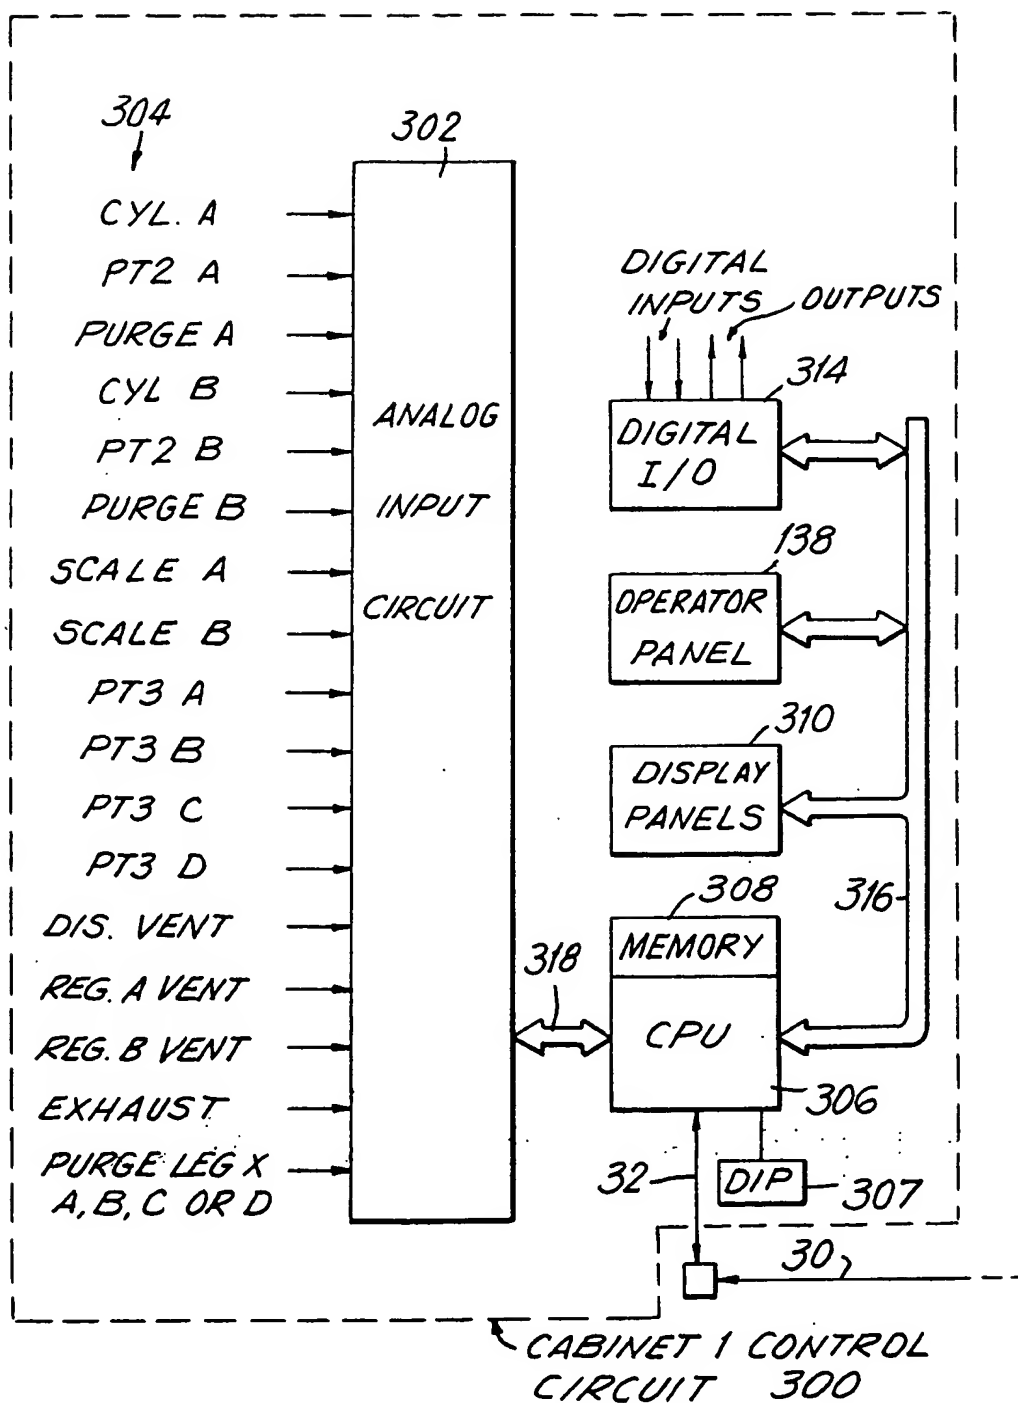 304
302
CYL. A
PT2 A
PURGE A
CYL B
PT2 B
PURGE B
SCALE A
SCALE B
PT3 A
PT3 B
PT3 C
PT3 D
DIS. VENT
REG. A VENT
REG. B VENT
EXHAUST
PURGE LEG X
A, B, C OR D
ANALOG
INPUT
CIRCUIT
DIGITAL
INPUTS
OUTPUTS
314
DIGITAL
I/O
138
OPERATOR
PANEL
310
DISPLAY
PANELS
316
308
MEMORY
318
CPU
306
32
DIP
307
30
CABINET 1 CONTROL
CIRCUIT 300